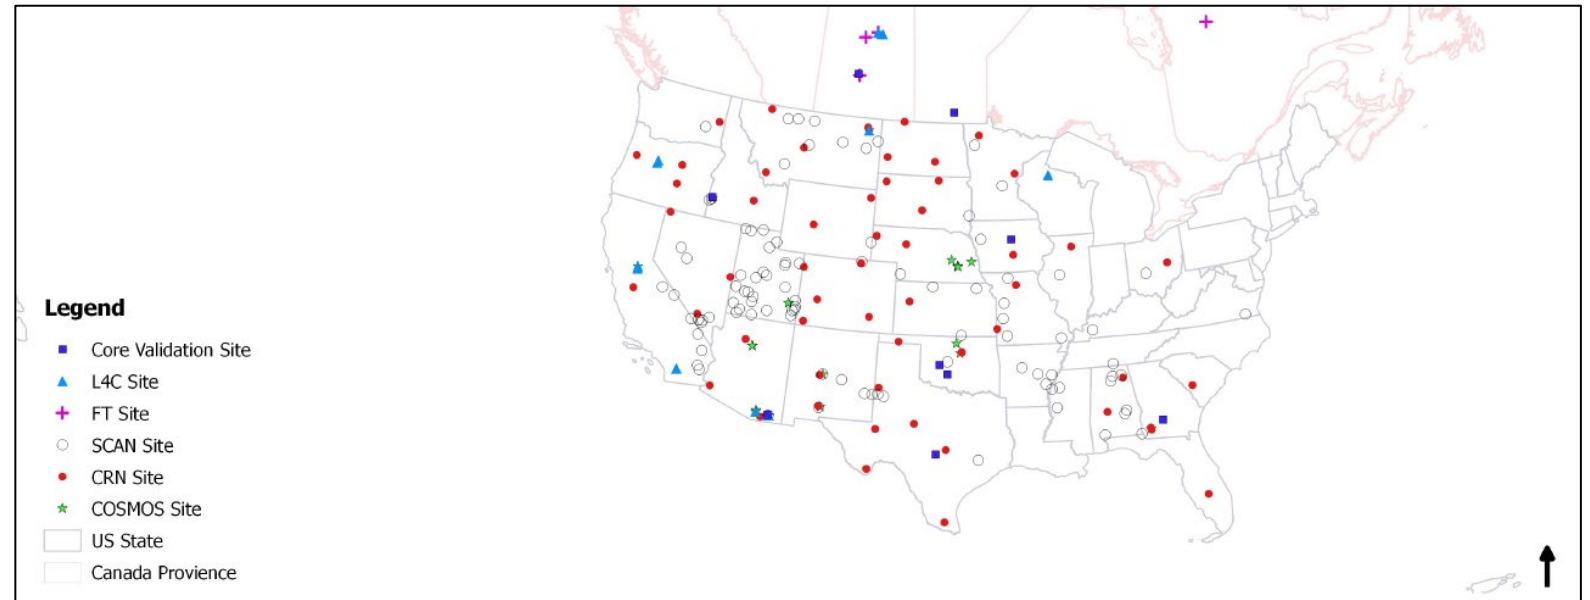 Legend
Core Validation Site
L4C Site
FT Site
SCAN Site
CRN Site
COSMOS Site
US State
Canada Provience